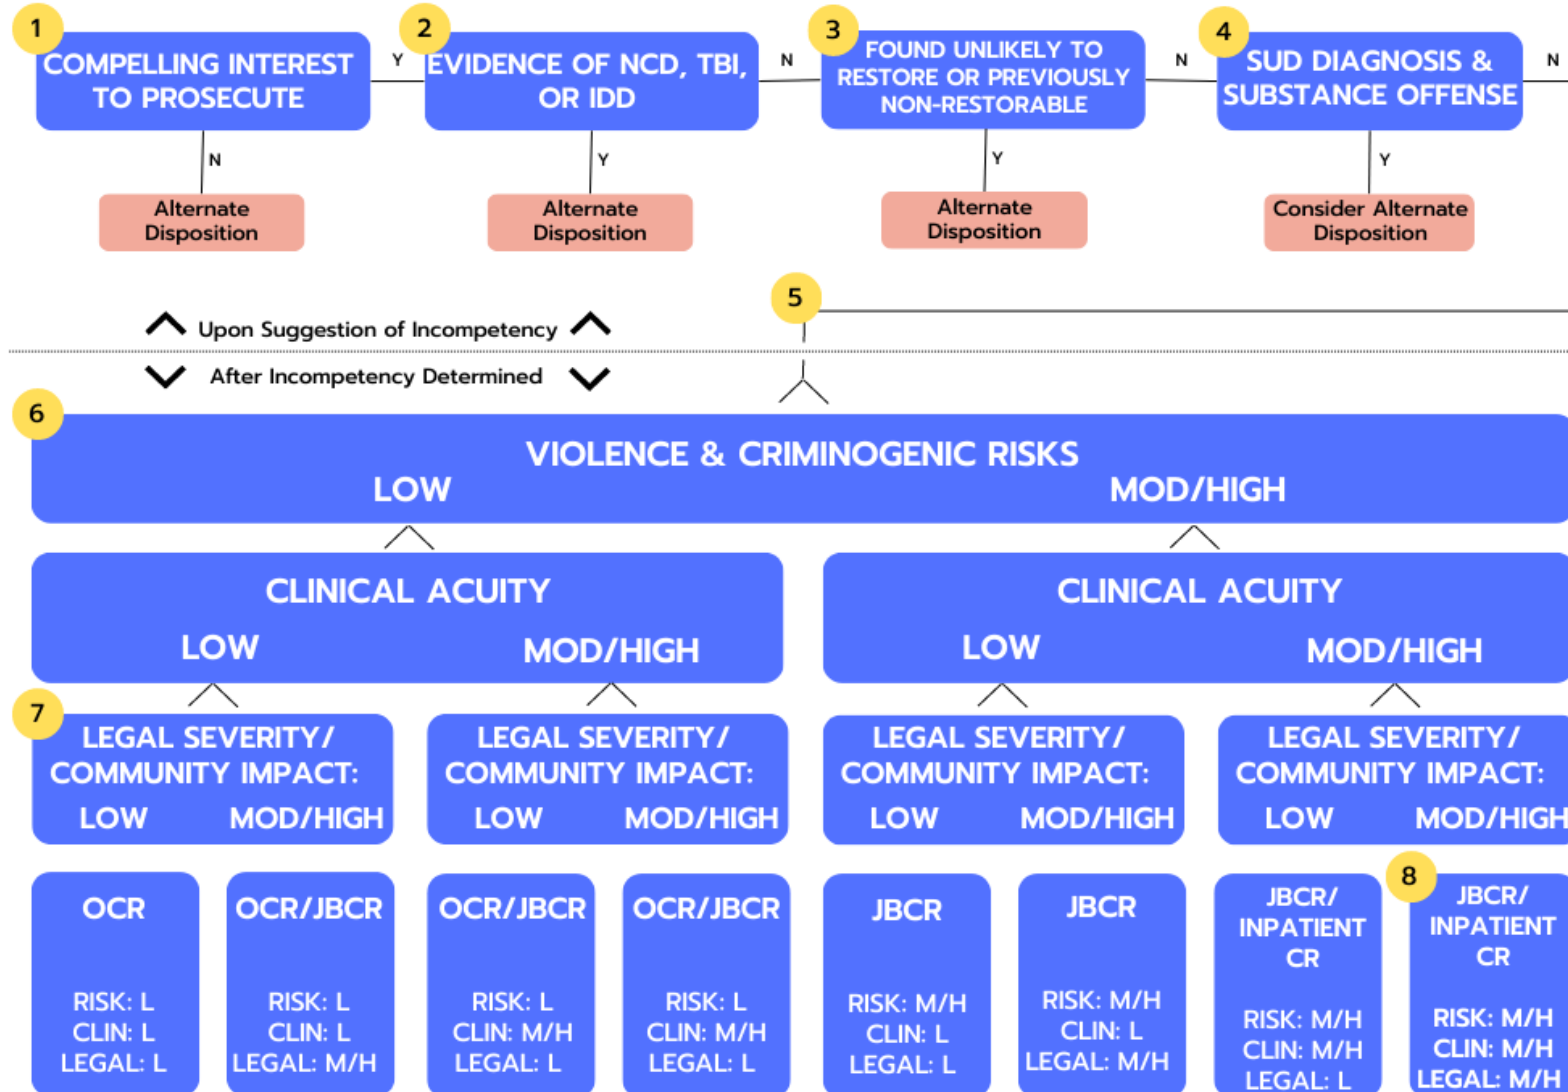 1
COMPELLING INTEREST
TO PROSECUTE
Y
2
EVIDENCE OF NCD, TBI,
OR IDD
N
3
FOUND UNLIKELY TO
RESTORE OR PREVIOUSLY
NON-RESTORABLE
N
4
SUD DIAGNOSIS &
SUBSTANCE OFFENSE
N
N
Alternate
Disposition
Y
Alternate
Disposition
Y
Alternate
Disposition
Y
Consider Alternate
Disposition
5
Upon Suggestion of Incompetency
After Incompetency Determined
6
VIOLENCE & CRIMINOGENIC RISKS
LOW MOD/HIGH
CLINICAL ACUITY
LOW MOD/HIGH
CLINICAL ACUITY
LOW MOD/HIGH
7
LEGAL SEVERITY/
COMMUNITY IMPACT:
LOW MOD/HIGH
LEGAL SEVERITY/
COMMUNITY IMPACT:
LOW MOD/HIGH
LEGAL SEVERITY/
COMMUNITY IMPACT:
LOW MOD/HIGH
LEGAL SEVERITY/
COMMUNITY IMPACT:
LOW MOD/HIGH
OCR
RISK: L
CLIN: L
LEGAL: L
OCR/JBCR
RISK: L
CLIN: L
LEGAL: M/H
OCR/JBCR
RISK: L
CLIN: M/H
LEGAL: L
OCR/JBCR
RISK: L
CLIN: M/H
LEGAL: L
JBCR
RISK: M/H
CLIN: L
LEGAL: L
JBCR
RISK: M/H
CLIN: L
LEGAL: M/H
JBCR/
INPATIENT
CR
RISK: M/H
CLIN: M/H
LEGAL: L
8
JBCR/
INPATIENT
CR
RISK: M/H
CLIN: M/H
LEGAL: M/H